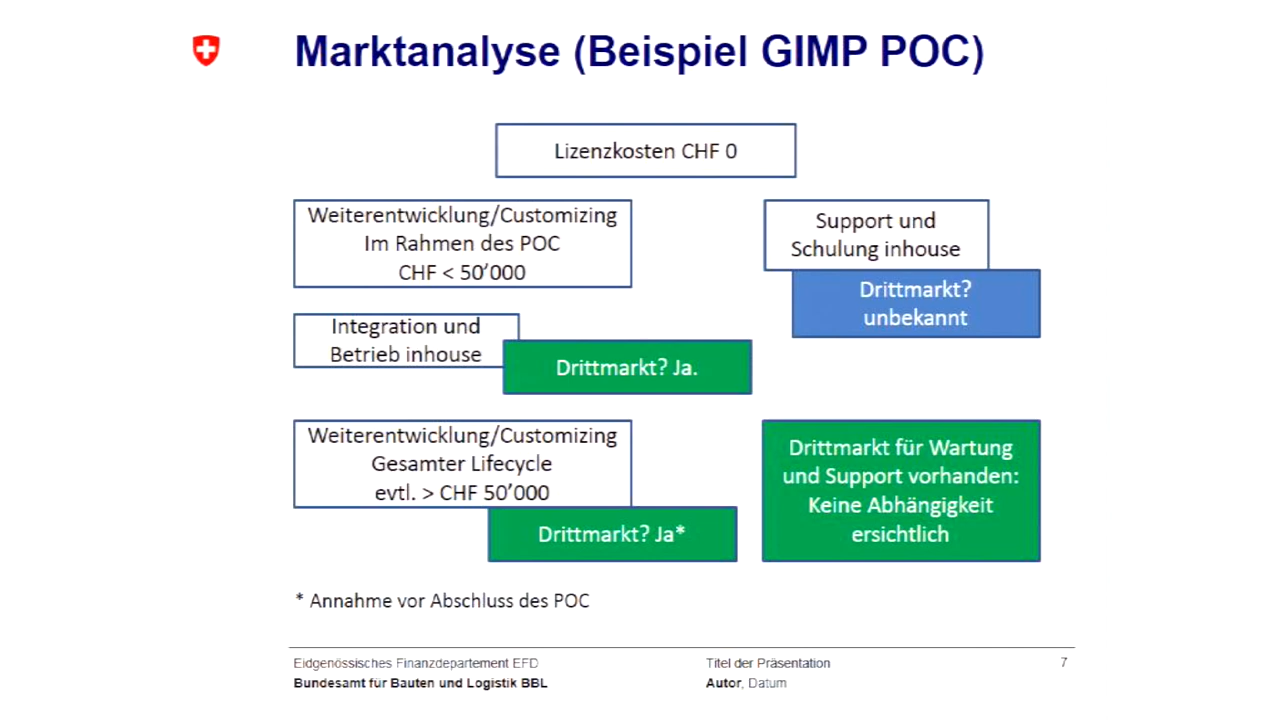 Marktanalyse (Beispiel GIMP POC)
Lizenzkosten CHF 0
Weiterentwicklung/Customizing
Im Rahmen des POC
CHF < 50’000
Support und
Schulung inhouse
Drittmarkt?
unbekannt
Integration und
Betrieb inhouse
Drittmarkt? Ja.
Weiterentwicklung/Customizing
Gesamter Lifecycle
evtl. > CHF 50’000
Drittmarkt? Ja*
Drittmarkt für Wartung
und Support vorhanden:
Keine Abhängigkeit
ersichtlich
* Annahme vor Abschluss des POC
Eidgenössisches Finanzdepartement EFD
Bundesamt für Bauten und Logistik BBL
Titel der Präsentation
Autor, Datum
7